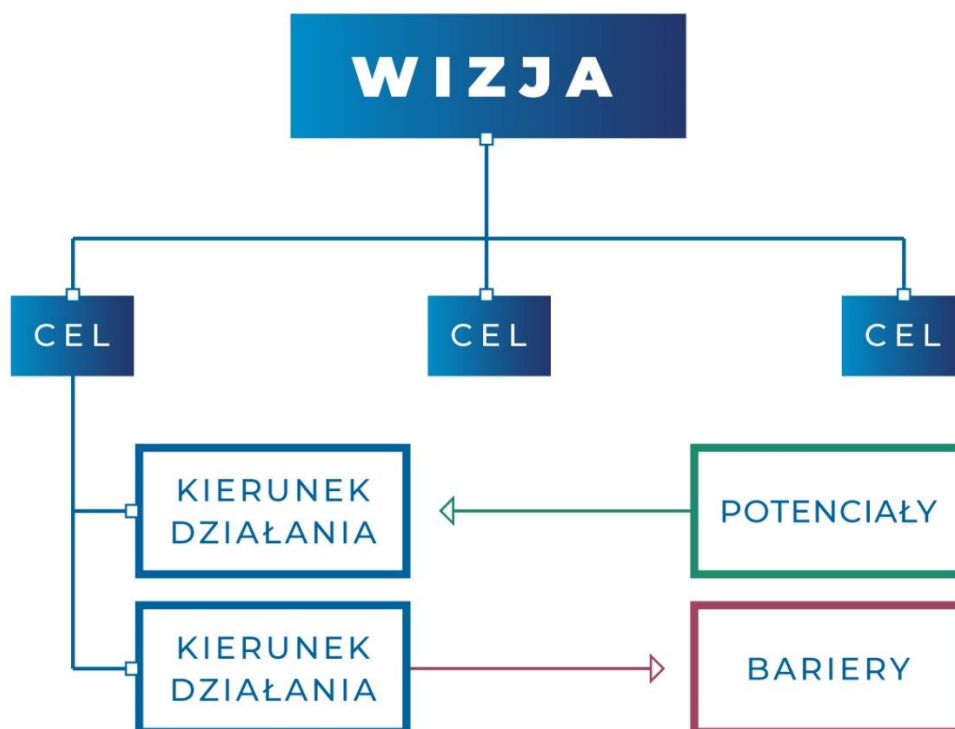 WIZJA
CEL
CEL
CEL
KIERUNEK
DZIAŁANIA
POTENCIAŁY
KIERUNEK
DZIAŁANIA
BARIERY